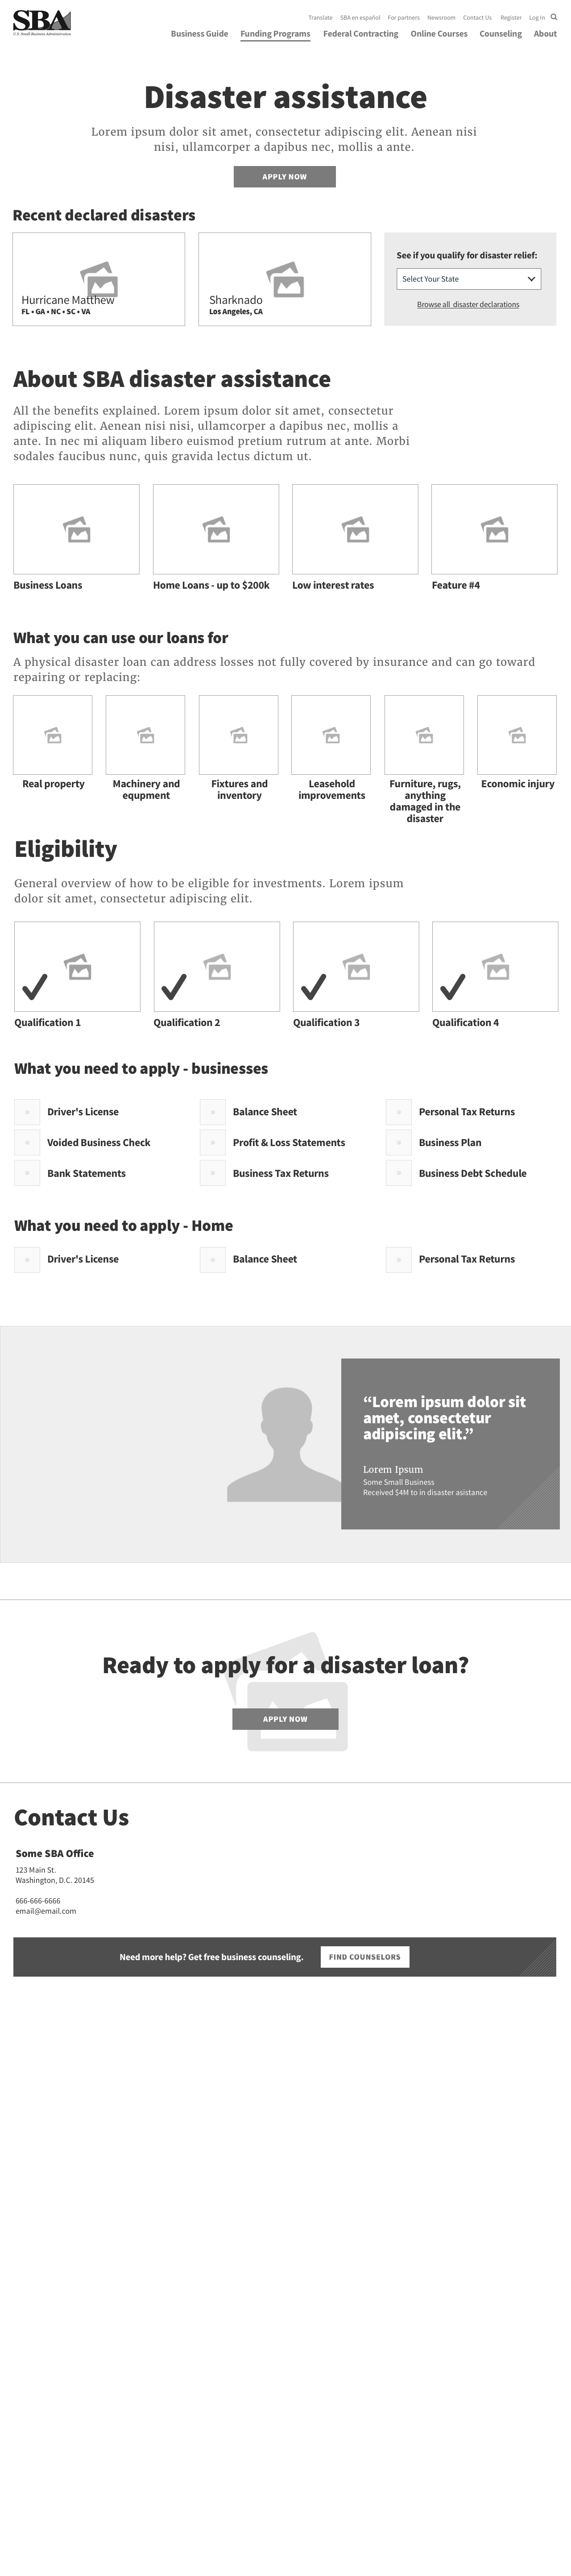 SBA
U.S. Small Business Administration
Translate SBA en español For partners Newsroom Contact Us Register Log In
Business Guide Funding Programs Federal Contracting Online Courses Counseling About
Disaster assistance
Lorem ipsum dolor sit amet, consectetur adipiscing elit. Aenean nisi
nisi, ullamcorper a dapibus nec, mollis a ante.
APPLY NOW
Recent declared disasters
Hurricane Matthew
FL • GA • NC • SC • VA
Sharknado
Los Angeles, CA
See if you qualify for disaster relief:
Select Your State
Browse all disaster declarations
About SBA disaster assistance
All the benefits explained. Lorem ipsum dolor sit amet, consectetur
adipiscing elit. Aenean nisi nisi, ullamcorper a dapibus nec, mollis a
ante. In nec mi aliquam libero euismod pretium rutrum at ante. Morbi
sodales faucibus nunc, quis gravida lectus dictum ut.
Business Loans
Home Loans - up to $200k
Low interest rates
Feature #4
What you can use our loans for
A physical disaster loan can address losses not fully covered by insurance and can go toward
repairing or replacing:
Real property
Machinery and
equpment
Fixtures and
inventory
Leasehold
improvements
Furniture, rugs,
anything
damaged in the
disaster
Economic injury
Eligibility
General overview of how to be eligible for investments. Lorem ipsum
dolor sit amet, consectetur adipiscing elit.
Qualification 1
Qualification 2
Qualification 3
Qualification 4
What you need to apply - businesses
Driver's License
Balance Sheet
Personal Tax Returns
Voided Business Check
Profit & Loss Statements
Business Plan
Bank Statements
Business Tax Returns
Business Debt Schedule
What you need to apply - Home
Driver's License
Balance Sheet
Personal Tax Returns
“Lorem ipsum dolor sit
amet, consectetur
adipiscing elit.”
Lorem Ipsum
Some Small Business
Received $4M to in disaster asistance
Ready to apply for a disaster loan?
APPLY NOW
Contact Us
Some SBA Office
123 Main St.
Washington, D.C. 20145
666-666-6666
email@email.com
Need more help? Get free business counseling.
FIND COUNSELORS